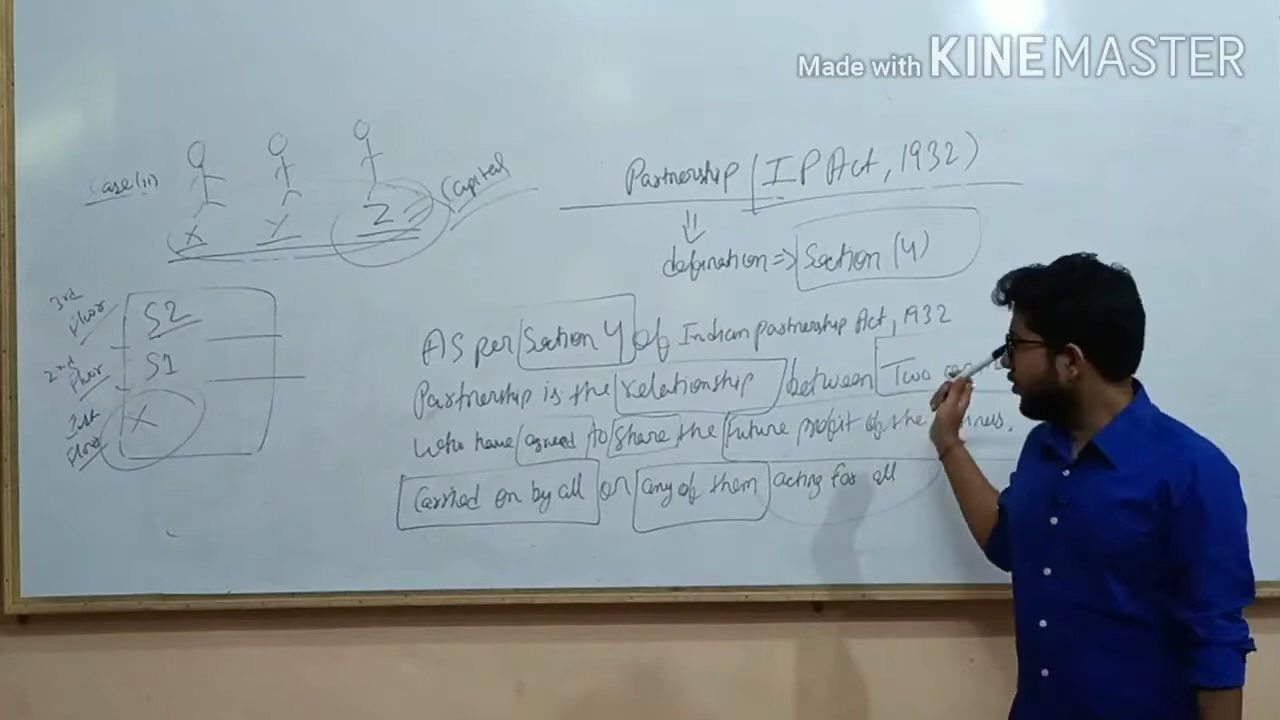 Made with KINEMASTER
Case (11)
X Y Z => Capital
3rd Floor S2
2nd Floor S1
1st Floor X
Partnership (IP Act, 1932)
defination => Section (4)
AS per Section 4 of Indian partnership Act, 1932
Partnership is the relationship between Two
who have agreed to share the future profit of the
Carried on by all or any of them acting for all